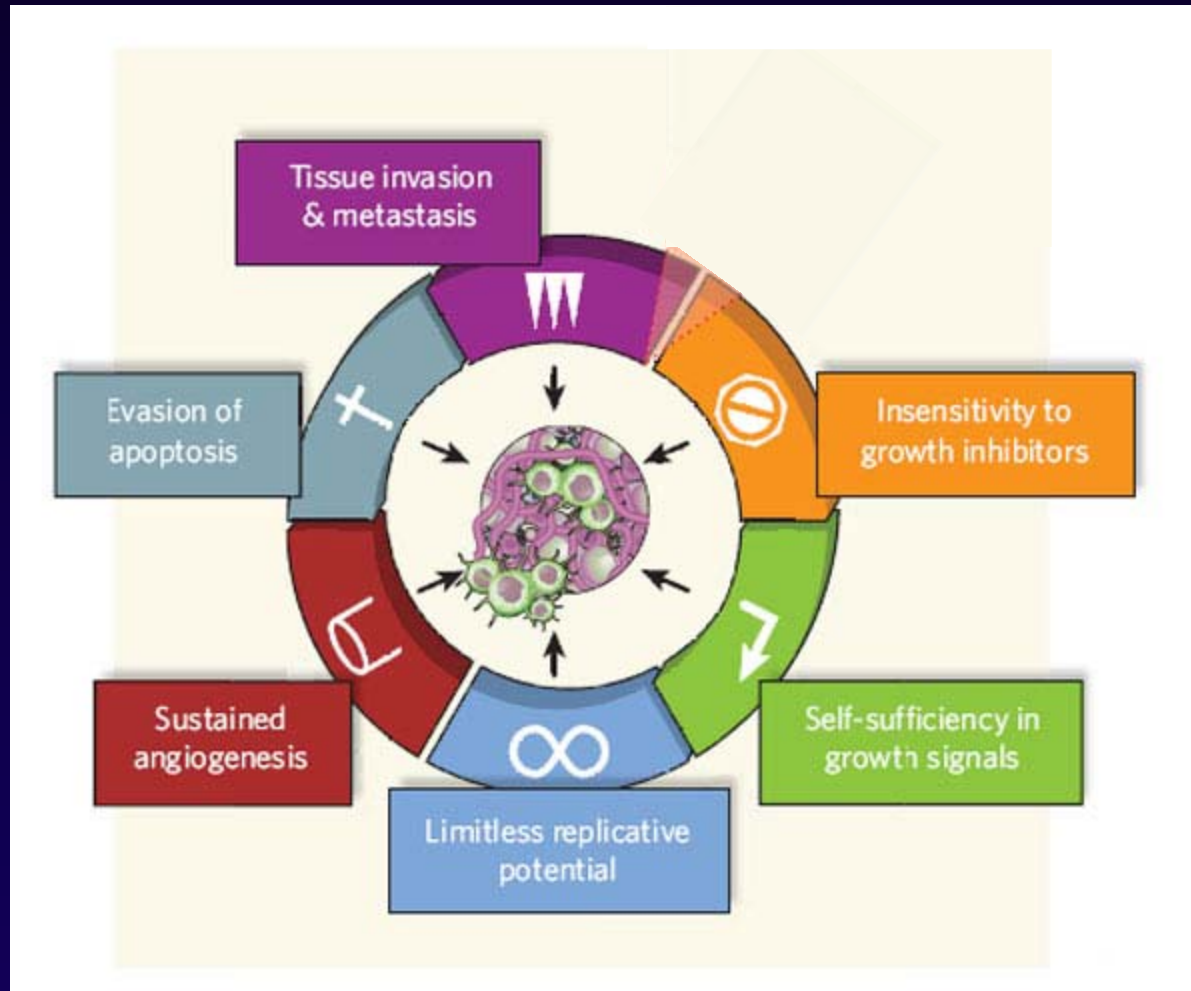 Tissue invasion
& metastasis
Evasion of
apoptosis
Insensitivity to
growth inhibitors
Sustained
angiogenesis
Self-sufficiency in
growth signals
Limitless replicative
potential